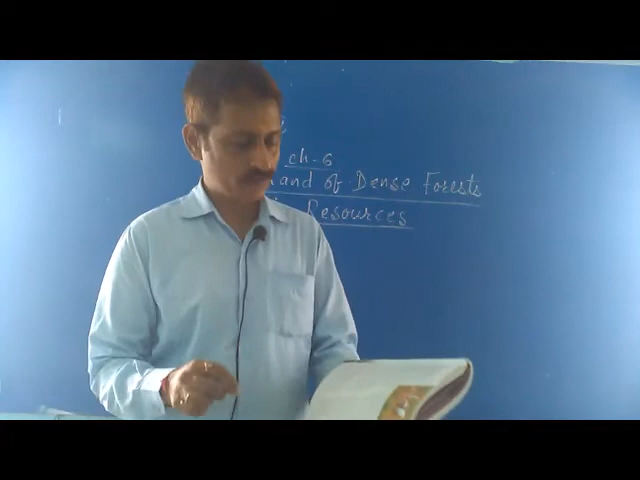 ch-6
and of Dense Forests
Resources